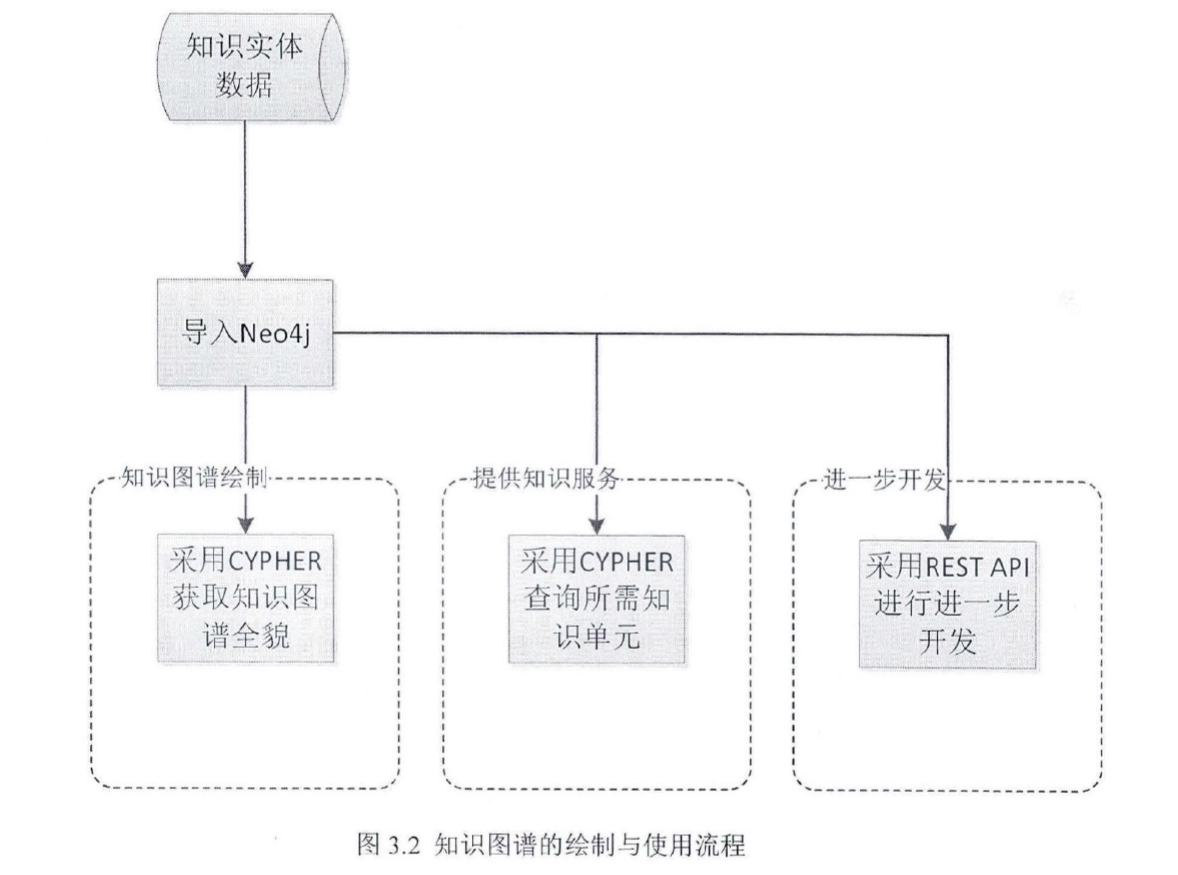 知识实体
数据
导入Neo4j
知识图谱绘制
采用CYPHER
获取知识图
谱全貌
提供知识服务
采用CYPHER
查询所需知
识单元
进一步开发
采用REST API
进行进一步
开发
图 3.2 知识图谱的绘制与使用流程